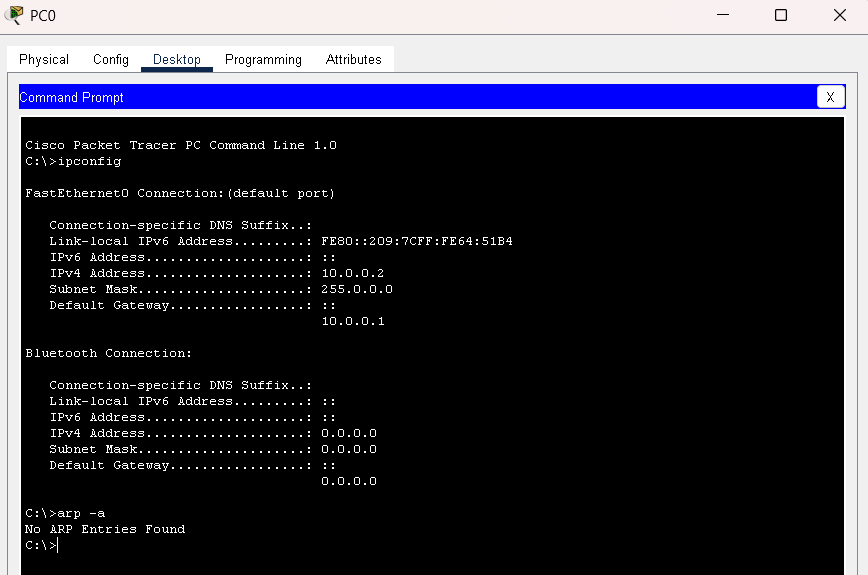 PC0
Physical Config Desktop Programming Attributes
Command Prompt X
Cisco Packet Tracer PC Command Line 1.0
C:\>ipconfig
FastEthernet0 Connection:(default port)
Connection-specific DNS Suffix..:
Link-local IPv6 Address.........: FE80::209:7CFF:FE64:51B4
IPv6 Address....................: ::
IPv4 Address....................: 10.0.0.2
Subnet Mask.....................: 255.0.0.0
Default Gateway.................: ::
10.0.0.1
Bluetooth Connection:
Connection-specific DNS Suffix..:
Link-local IPv6 Address.........: ::
IPv6 Address....................: ::
IPv4 Address....................: 0.0.0.0
Subnet Mask.....................: 0.0.0.0
Default Gateway.................: ::
0.0.0.0
C:\>arp -a
No ARP Entries Found
C:\>